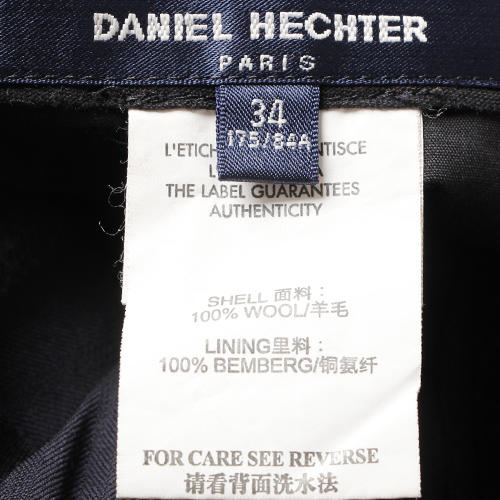 DANIEL HECHTER
PARIS
34
175/84A
THE LABEL GUARANTEES
AUTHENTICITY
SHELL 面料:
100% WOOL/羊毛
LINING里料:
100% BEMBERG/铜氨纤
FOR CARE SEE REVERSE
请看背面洗水法